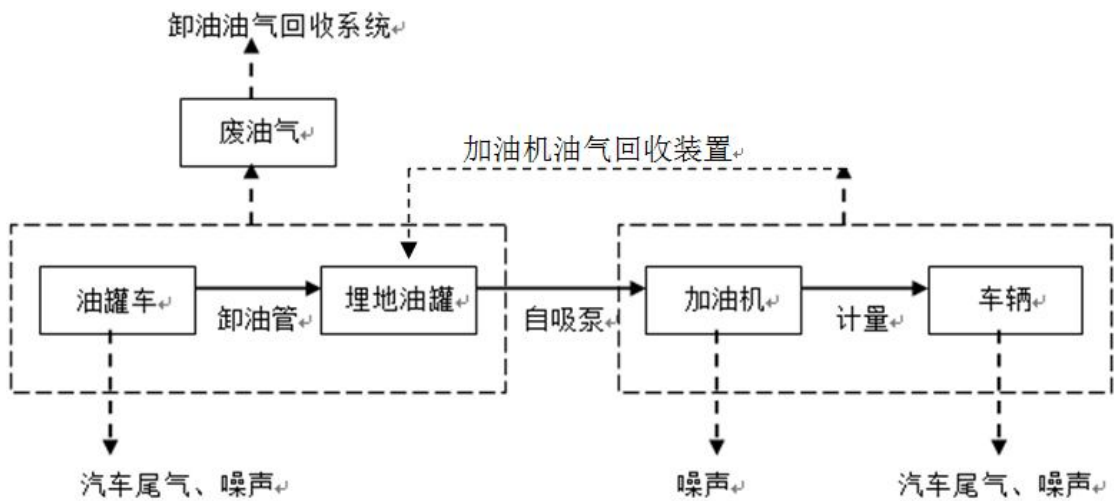 卸油油气回收系统
废油气
加油机油气回收装置
油罐车
卸油管
埋地油罐
自吸泵
加油机
计量
车辆
汽车尾气、噪声
噪声
汽车尾气、噪声